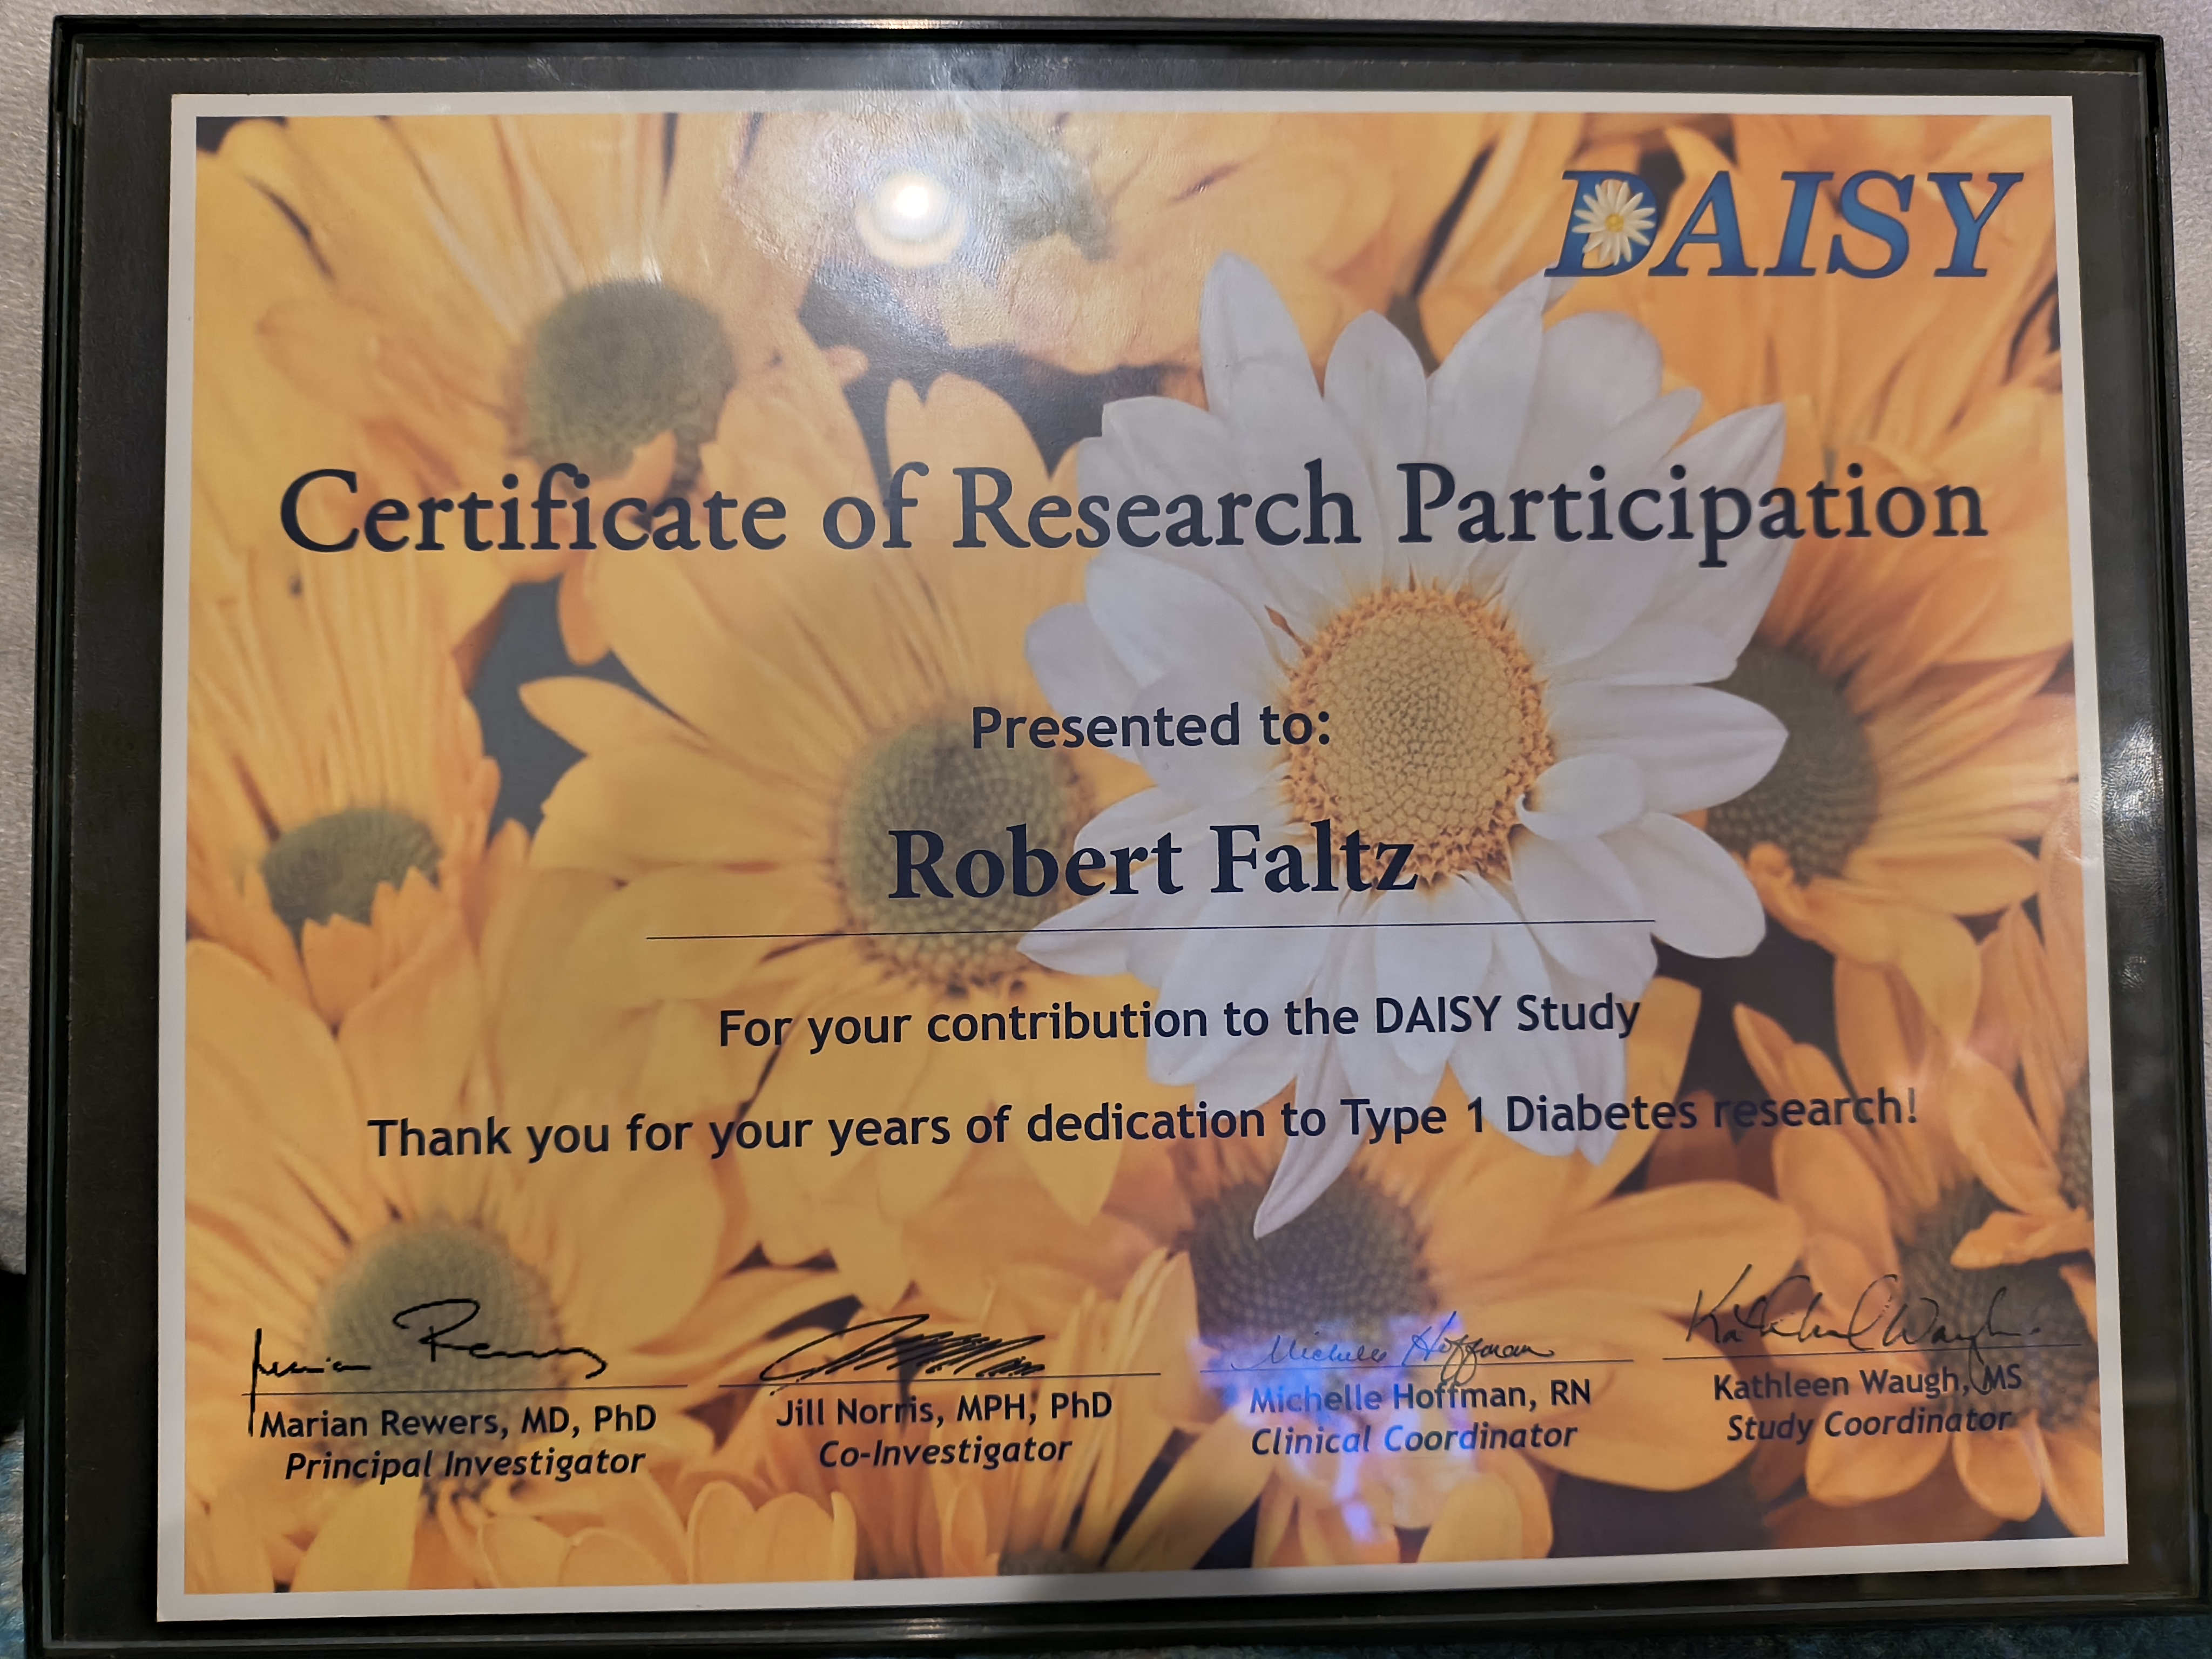 DAISY
Certificate of Research Participation
Presented to:
Robert Faltz
For your contribution to the DAISY Study
Thank you for your years of dedication to Type 1 Diabetes research!
Marian Rewers
Michelle Hoffman
Kathleen Waugh
Marian Rewers, MD, PhD
Principal Investigator
Jill Norris, MPH, PhD
Co-Investigator
Michelle Hoffman, RN
Clinical Coordinator
Kathleen Waugh, MS
Study Coordinator